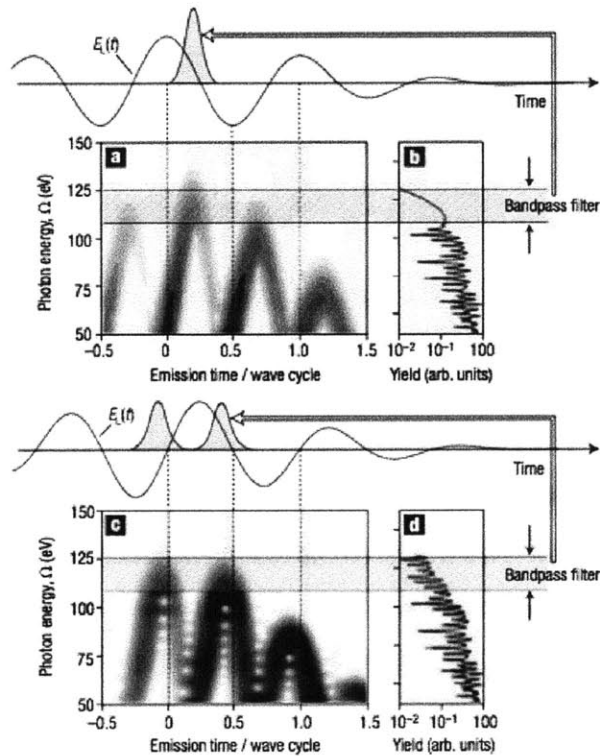 E_L(t)
Time
150
a
b
125
Bandpass filter
100
75
50
Photon energy, Ω (eV)
−0.5 0 0.5 1.0 1.5
10⁻² 10⁻¹ 100
Emission time / wave cycle
Yield (arb. units)
E_L(t)
Time
150
c
d
125
Bandpass filter
100
75
50
Photon energy, Ω (eV)
−0.5 0 0.5 1.0 1.5
10⁻² 10⁻¹ 100
Emission time / wave cycle
Yield (arb. units)